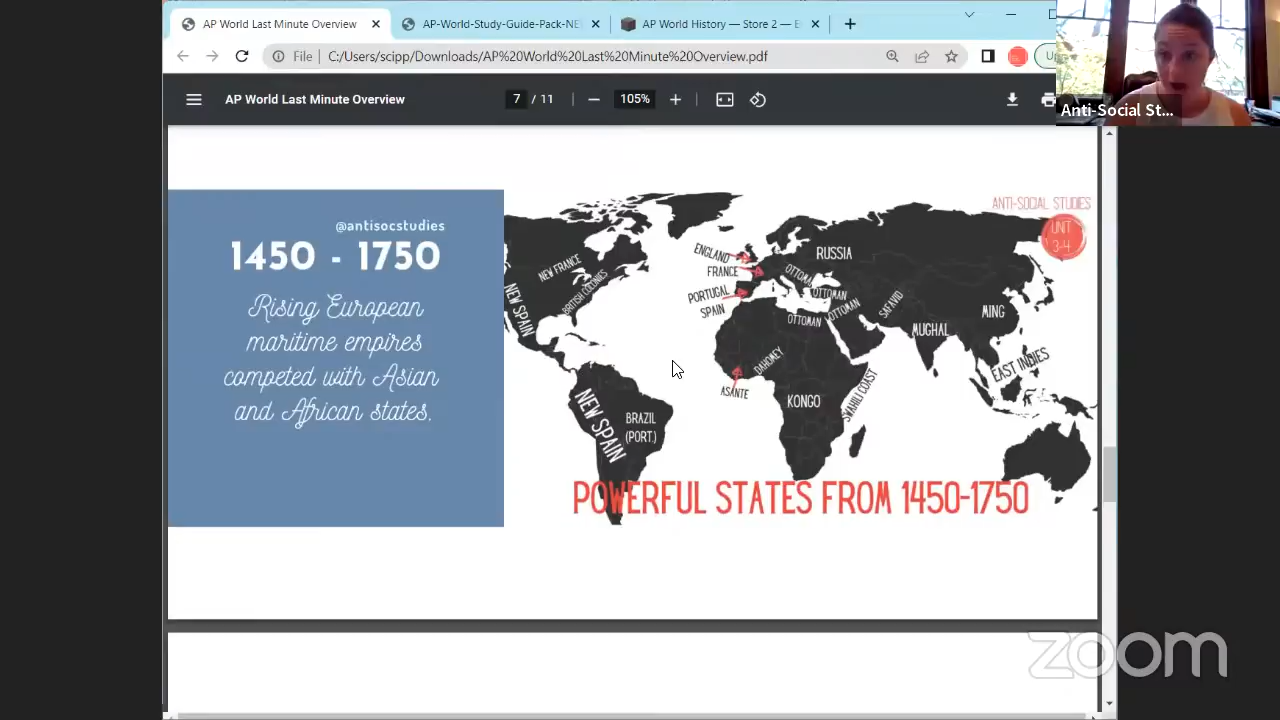 AP World Last Minute Overview
AP-World-Study-Guide-Pack-NE
AP World History — Store 2 — E
File
C:/Users/s.ipp/Downloads/AP%20World%20Last%20Minute%20Overview.pdf
AP World Last Minute Overview
7 / 11
105%
Anti-Social St...
@antisocstudies
1450 - 1750
Rising European
maritime empires
competed with Asian
and African states.
ANTI-SOCIAL STUDIES
UNIT
3-4
NEW FRANCE
BRITISH COLONIES
NEW SPAIN
ENGLAND
FRANCE
PORTUGAL
SPAIN
RUSSIA
OTTOMAN
OTTOMAN
OTTOMAN
OTTOMAN
SAFAVID
MUGHAL
MING
EAST INDIES
DAHOMEY
ASANTE
KONGO
SWAHILI COAST
NEW SPAIN
BRAZIL
(PORT.)
POWERFUL STATES FROM 1450-1750
zoom